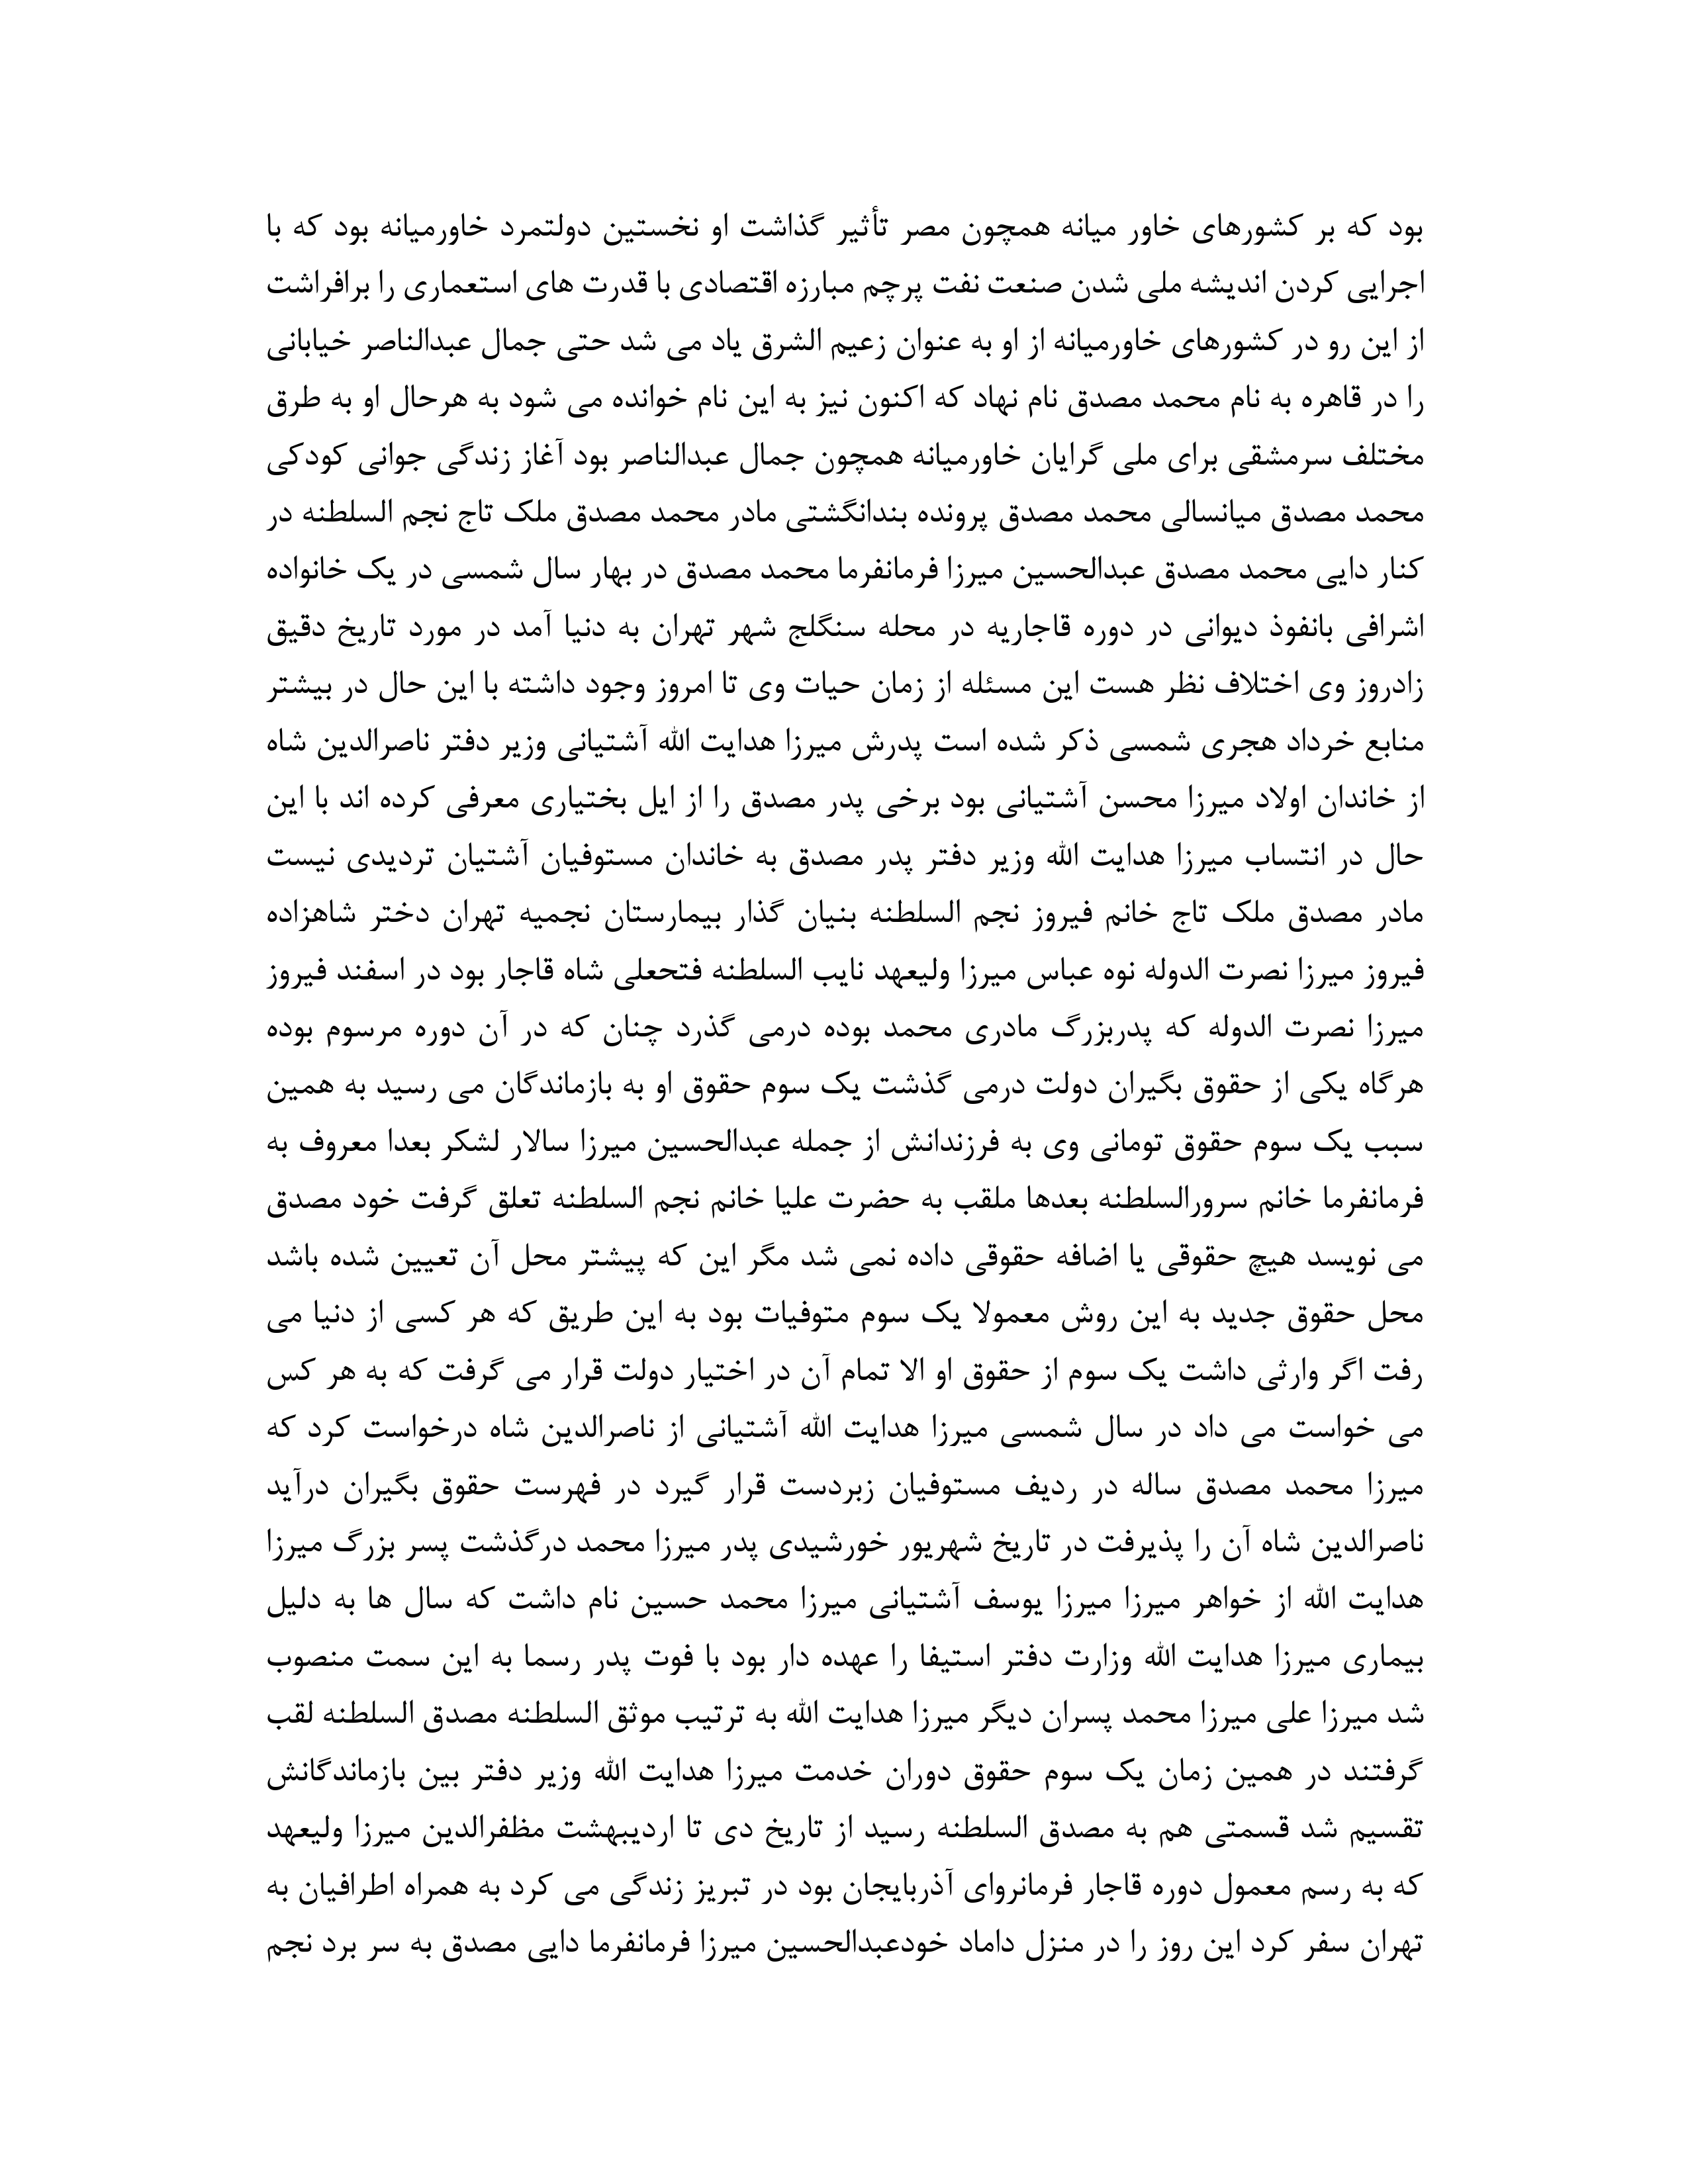 بود که بر کشورهای خاور میانه همچون مصر تأثیر گذاشت او نخستین دولتمرد خاورمیانه بود که با
اجرایی کردن اندیشه ملی شدن صنعت نفت پرچم مبارزه اقتصادی با قدرت های استعماری را برافراشت
از این رو در کشورهای خاورمیانه از او به عنوان زعیم الشرق یاد می شد حتی جمال عبدالناصر خیابانی
را در قاهره به نام محمد مصدق نام نهاد که اکنون نیز به این نام خوانده می شود به هرحال او به طرق
مختلف سرمشقی برای ملی گرایان خاورمیانه همچون جمال عبدالناصر بود آغاز زندگی جوانی کودکی
محمد مصدق میانسالی محمد مصدق پرونده بندانگشتی مادر محمد مصدق ملک تاج نجم السلطنه در
کنار دایی محمد مصدق عبدالحسین میرزا فرمانفرما محمد مصدق در بهار سال شمسی در یک خانواده
اشرافی بانفوذ دیوانی در دوره قاجاریه در محله سنگلج شهر تهران به دنیا آمد در مورد تاریخ دقیق
زادروز وی اختلاف نظر هست این مسئله از زمان حیات وی تا امروز وجود داشته با این حال در بیشتر
منابع خرداد هجری شمسی ذکر شده است پدرش میرزا هدایت الله آشتیانی وزیر دفتر ناصرالدین شاه
از خاندان اولاد میرزا محسن آشتیانی بود برخی پدر مصدق را از ایل بختیاری معرفی کرده اند با این
حال در انتساب میرزا هدایت الله وزیر دفتر پدر مصدق به خاندان مستوفیان آشتیان تردیدی نیست
مادر مصدق ملک تاج خانم فیروز نجم السلطنه بنیان گذار بیمارستان نجمیه تهران دختر شاهزاده
فیروز میرزا نصرت الدوله نوه عباس میرزا ولیعهد نایب السلطنه فتحعلی شاه قاجار بود در اسفند فیروز
میرزا نصرت الدوله که پدربزرگ مادری محمد بوده درمی گذرد چنان که در آن دوره مرسوم بوده
هرگاه یکی از حقوق بگیران دولت درمی گذشت یک سوم حقوق او به بازماندگان می رسید به همین
سبب یک سوم حقوق تومانی وی به فرزندانش از جمله عبدالحسین میرزا سالار لشکر بعدا معروف به
فرمانفرما خانم سرورالسلطنه بعدها ملقب به حضرت علیا خانم نجم السلطنه تعلق گرفت خود مصدق
می نویسد هیچ حقوقی یا اضافه حقوقی داده نمی شد مگر این که پیشتر محل آن تعیین شده باشد
محل حقوق جدید به این روش معمولا یک سوم متوفیات بود به این طریق که هر کسی از دنیا می
رفت اگر وارثی داشت یک سوم از حقوق او الا تمام آن در اختیار دولت قرار می گرفت که به هر کس
می خواست می داد در سال شمسی میرزا هدایت الله آشتیانی از ناصرالدین شاه درخواست کرد که
میرزا محمد مصدق ساله در ردیف مستوفیان زبردست قرار گیرد در فهرست حقوق بگیران درآید
ناصرالدین شاه آن را پذیرفت در تاریخ شهریور خورشیدی پدر میرزا محمد درگذشت پسر بزرگ میرزا
هدایت الله از خواهر میرزا میرزا یوسف آشتیانی میرزا محمد حسین نام داشت که سال ها به دلیل
بیماری میرزا هدایت الله وزارت دفتر استیفا را عهده دار بود با فوت پدر رسما به این سمت منصوب
شد میرزا علی میرزا محمد پسران دیگر میرزا هدایت الله به ترتیب موثق السلطنه مصدق السلطنه لقب
گرفتند در همین زمان یک سوم حقوق دوران خدمت میرزا هدایت الله وزیر دفتر بین بازماندگانش
تقسیم شد قسمتی هم به مصدق السلطنه رسید از تاریخ دی تا اردیبهشت مظفرالدین میرزا ولیعهد
که به رسم معمول دوره قاجار فرمانروای آذربایجان بود در تبریز زندگی می کرد به همراه اطرافیان به
تهران سفر کرد این روز را در منزل داماد خودعبدالحسین میرزا فرمانفرما دایی مصدق به سر برد نجم